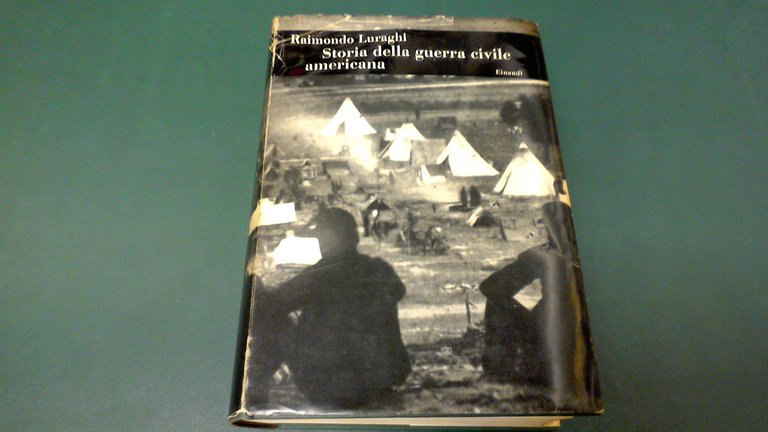 Raimondo Luraghi
Storia della guerra civile
americana
Einaudi